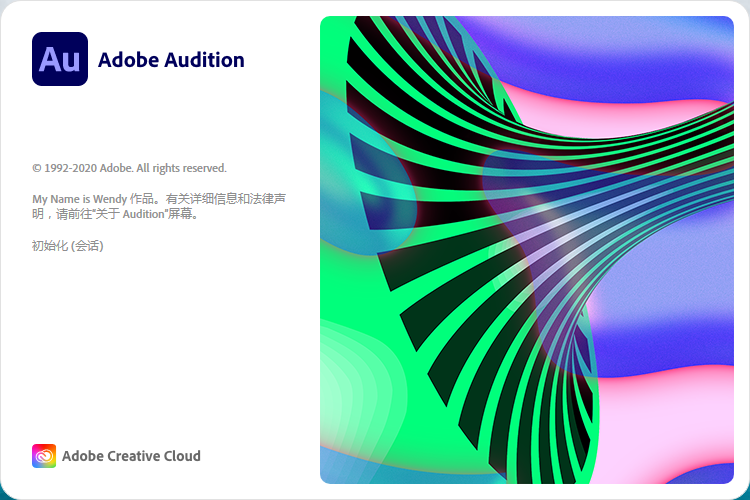 Au Adobe Audition
© 1992-2020 Adobe. All rights reserved.
My Name is Wendy 作品。有关详细信息和法律声
明，请前往"关于 Audition"屏幕。
初始化 (会话)
Adobe Creative Cloud